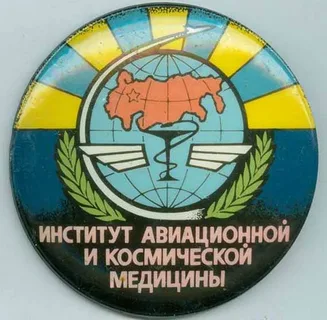 ИНСТИТУТ АВИАЦИОННОЙ
И КОСМИЧЕСКОЙ
МЕДИЦИНЫ